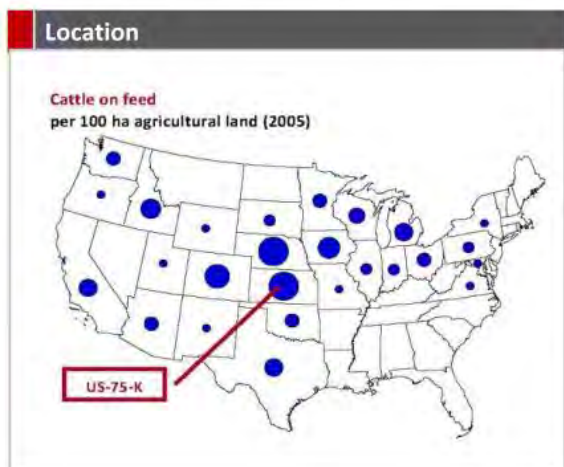 Location
Cattle on feed
per 100 ha agricultural land (2005)
US-75-K